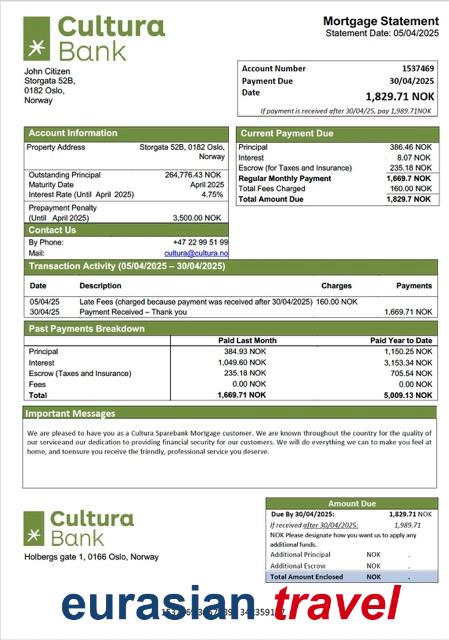 Cultura
Bank
Mortgage Statement
Statement Date: 05/04/2025
John Citizen
Storgata 52B,
0182 Oslo,
Norway
Account Number 1537469
Payment Due Date 30/04/2025
1,829.71 NOK
If payment is received after 30/04/25, pay 1,989.71NOK
Account Information
Property Address Storgata 52B, 0182 Oslo,
Norway
Outstanding Principal 264,776.43 NOK
Maturity Date April 2025
Interest Rate (Until April 2025) 4.75%
Prepayment Penalty
(Until April 2025) 3,500.00 NOK
Contact Us
By Phone: +47 22 99 51 99
Mail: cultura@cultura.no
Current Payment Due
Principal 386.46 NOK
Interest 8.07 NOK
Escrow (for Taxes and Insurance) 235.18 NOK
Regular Monthly Payment 1,669.7 NOK
Total Fees Charged 160.00 NOK
Total Amount Due 1,829.7 NOK
Transaction Activity (05/04/2025 – 30/04/2025)
Date Description Charges Payments
05/04/25 Late Fees (charged because payment was received after 30/04/2025) 160.00 NOK
30/04/25 Payment Received – Thank you 1,669.71 NOK
Past Payments Breakdown
Paid Last Month Paid Year to Date
Principal 384.93 NOK 1,150.25 NOK
Interest 1,049.60 NOK 3,153.34 NOK
Escrow (Taxes and Insurance) 235.18 NOK 705.54 NOK
Fees 0.00 NOK 0.00 NOK
Total 1,669.71 NOK 5,009.13 NOK
Important Messages
We are pleased to have you as a Cultura Sparebank Mortgage customer. We are known throughout the country for the quality of
our service and our dedication to providing financial security for our customers. We will do everything we can to make you feel at
home, and toensure you receive the friendly, professional service you deserve.
Cultura
Bank
Holbergs gate 1, 0166 Oslo, Norway
Amount Due
Due By 30/04/2025: 1,829.71 NOK
If received after 30/04/2025: 1,989.71
NOK Please designate how you want us to apply any
additional funds.
Additional Principal NOK .
Additional Escrow NOK .
Total Amount Enclosed NOK .
eurasian travel